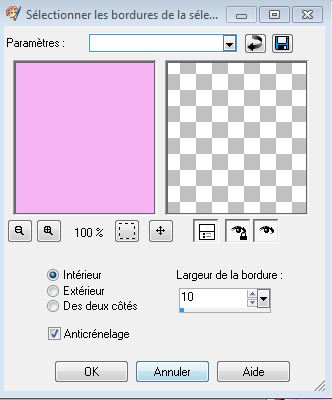 Sélectionner les bordures de la séle...
Paramètres :
100 %
Intérieur
Extérieur
Des deux côtés
Largeur de la bordure :
10
Anticrénelage
OK
Annuler
Aide